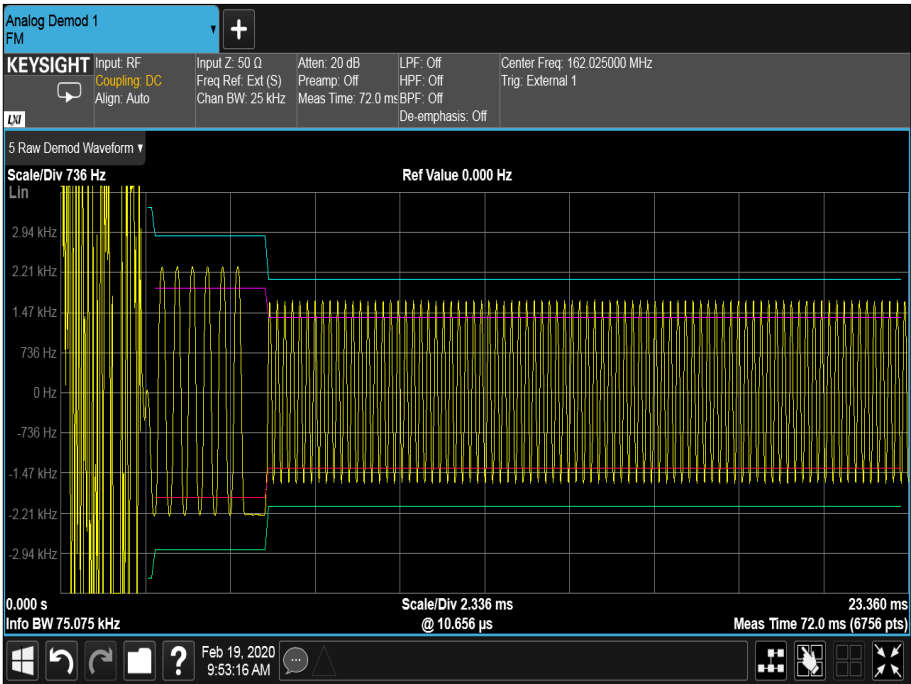 Analog Demod 1
FM
KEYSIGHT Input: RF Input Z: 50 Ω Atten: 20 dB LPF: Off Center Freq: 162.025000 MHz
Coupling: DC Freq Ref: Ext (S) Preamp: Off HPF: Off Trig: External 1
Align: Auto Chan BW: 25 kHz Meas Time: 72.0 ms BPF: Off
LXI De-emphasis: Off
5 Raw Demod Waveform
Scale/Div 736 Hz Ref Value 0.000 Hz
Lin
2.94 kHz
2.21 kHz
1.47 kHz
736 Hz
0 Hz
-736 Hz
-1.47 kHz
-2.21 kHz
-2.94 kHz
0.000 s Scale/Div 2.336 ms 23.360 ms
Info BW 75.075 kHz @ 10.656 µs Meas Time 72.0 ms (6756 pts)
Feb 19, 2020
9:53:16 AM